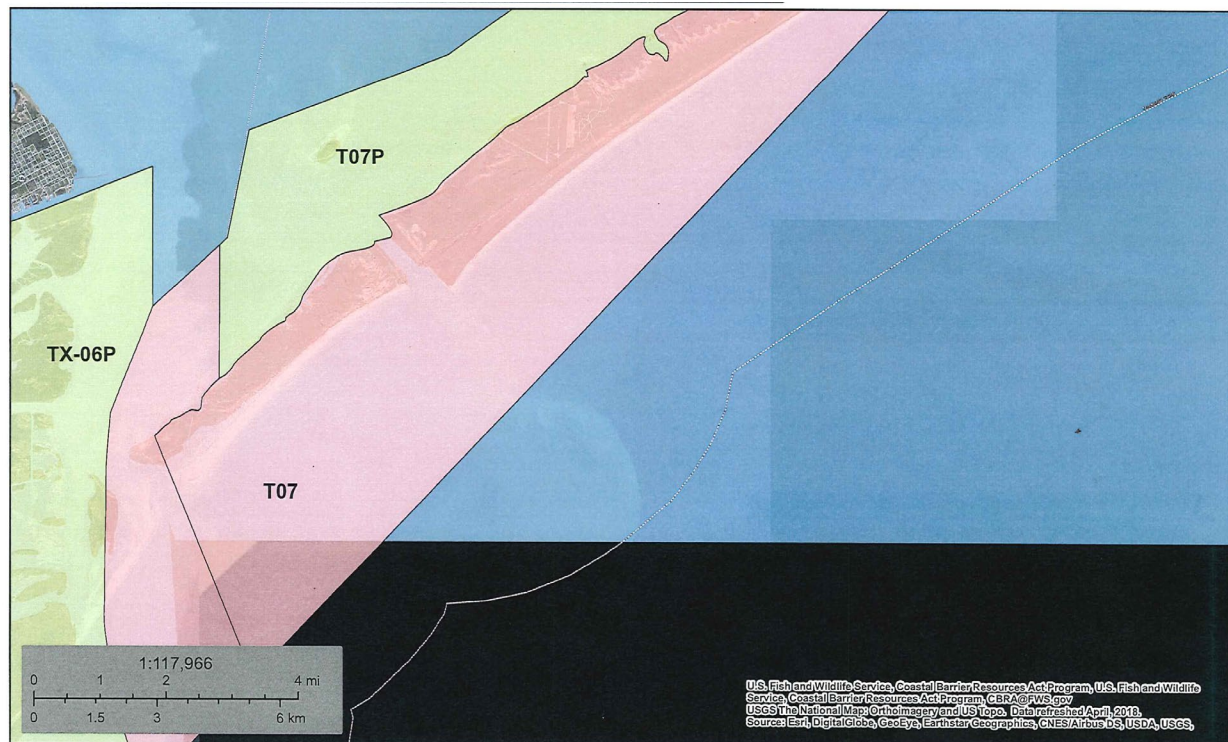 T07P
TX-06P
T07
1:117,966
0 1 2 4 mi
0 1.5 3 6 km
U.S. Fish and Wildlife Service, Coastal Barrier Resources Act Program, U.S. Fish and Wildlife
Service, Coastal Barrier Resources Act Program, CBRA@FWS.gov
USGS The National Map: Orthoimagery and US Topo. Data refreshed April, 2018.
Source: Esri, DigitalGlobe, GeoEye, Earthstar Geographics, CNES/Airbus DS, USDA, USGS,